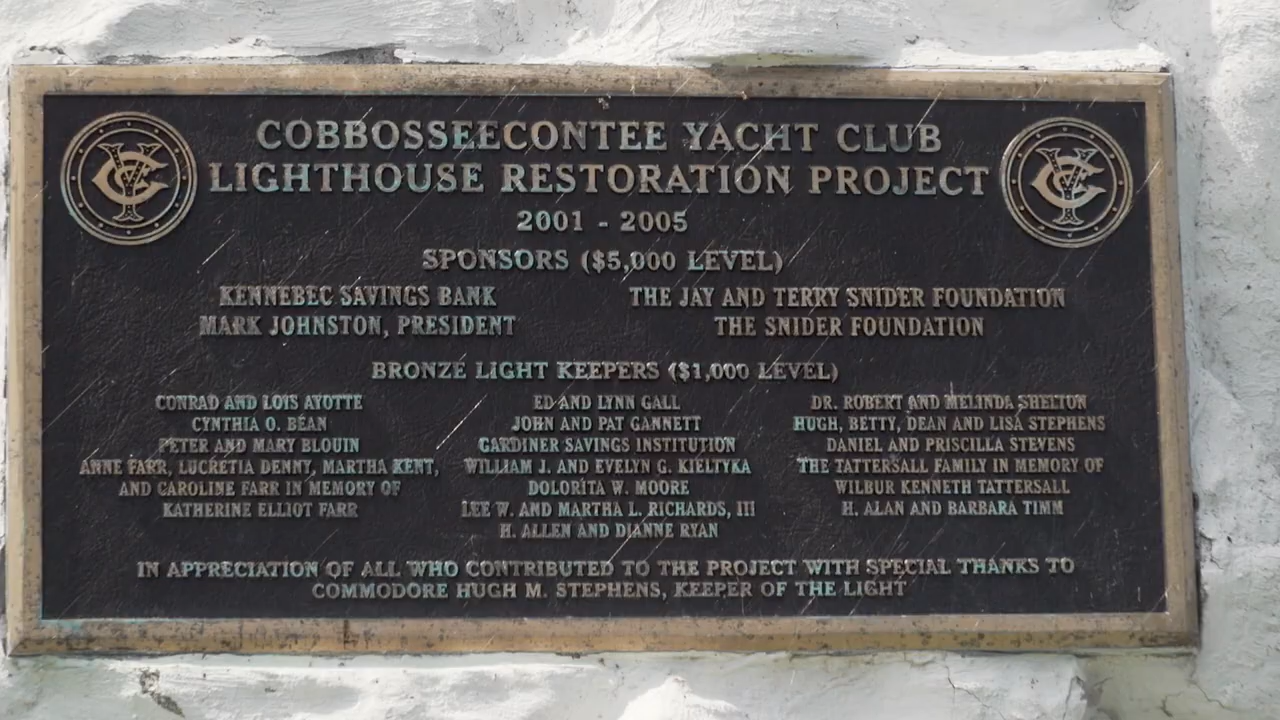 COBBOSSEECONTEE YACHT CLUB
LIGHTHOUSE RESTORATION PROJECT
2001 - 2005
SPONSORS ($5,000 LEVEL)
KENNEBEC SAVINGS BANK
MARK JOHNSTON, PRESIDENT
THE JAY AND TERRY SNIDER FOUNDATION
THE SNIDER FOUNDATION
BRONZE LIGHT KEEPERS ($1,000 LEVEL)
CONRAD AND LOIS AYOTTE
CYNTHIA O. BEAN
PETER AND MARY BLOUIN
ANNE FARR, LUCRETIA DENNY, MARTHA KENT,
AND CAROLINE FARR IN MEMORY OF
KATHERINE ELLIOT FARR
ED AND LYNN GALL
JOHN AND PAT GANNETT
GARDINER SAVINGS INSTITUTION
WILLIAM J. AND EVELYN G. KIELTYKA
DOLORITA W. MOORE
LEE W. AND MARTHA L. RICHARDS, III
H. ALLEN AND DIANNE RYAN
DR. ROBERT AND MELINDA SHELTON
HUGH, BETTY, DEAN AND LISA STEPHENS
DANIEL AND PRISCILLA STEVENS
THE TATTERSALL FAMILY IN MEMORY OF
WILBUR KENNETH TATTERSALL
H. ALAN AND BARBARA TIMM
IN APPRECIATION OF ALL WHO CONTRIBUTED TO THE PROJECT WITH SPECIAL THANKS TO
COMMODORE HUGH M. STEPHENS, KEEPER OF THE LIGHT